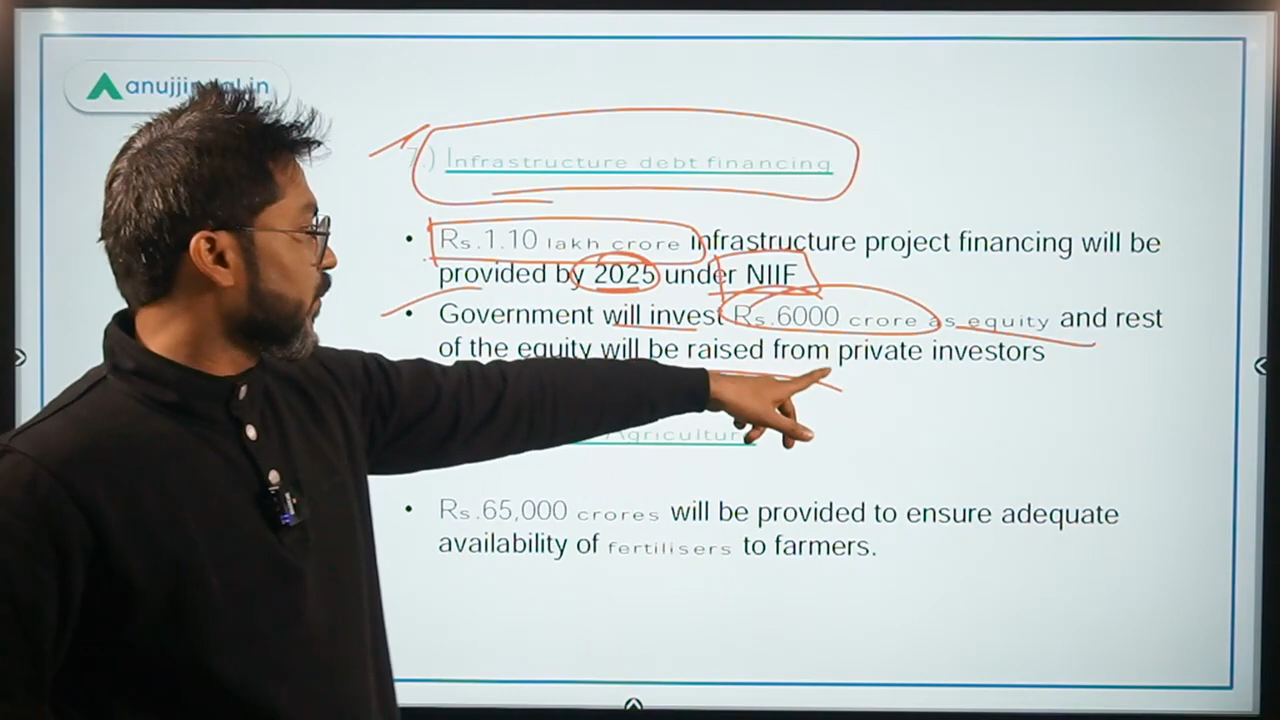 anujjindal.in
7.) Infrastructure debt financing
• Rs.1.10 lakh crore infrastructure project financing will be
provided by 2025 under NIIF
• Government will invest Rs.6000 crore as equity and rest
of the equity will be raised from private investors
Agriculture
• Rs.65,000 crores will be provided to ensure adequate
availability of fertilisers to farmers.